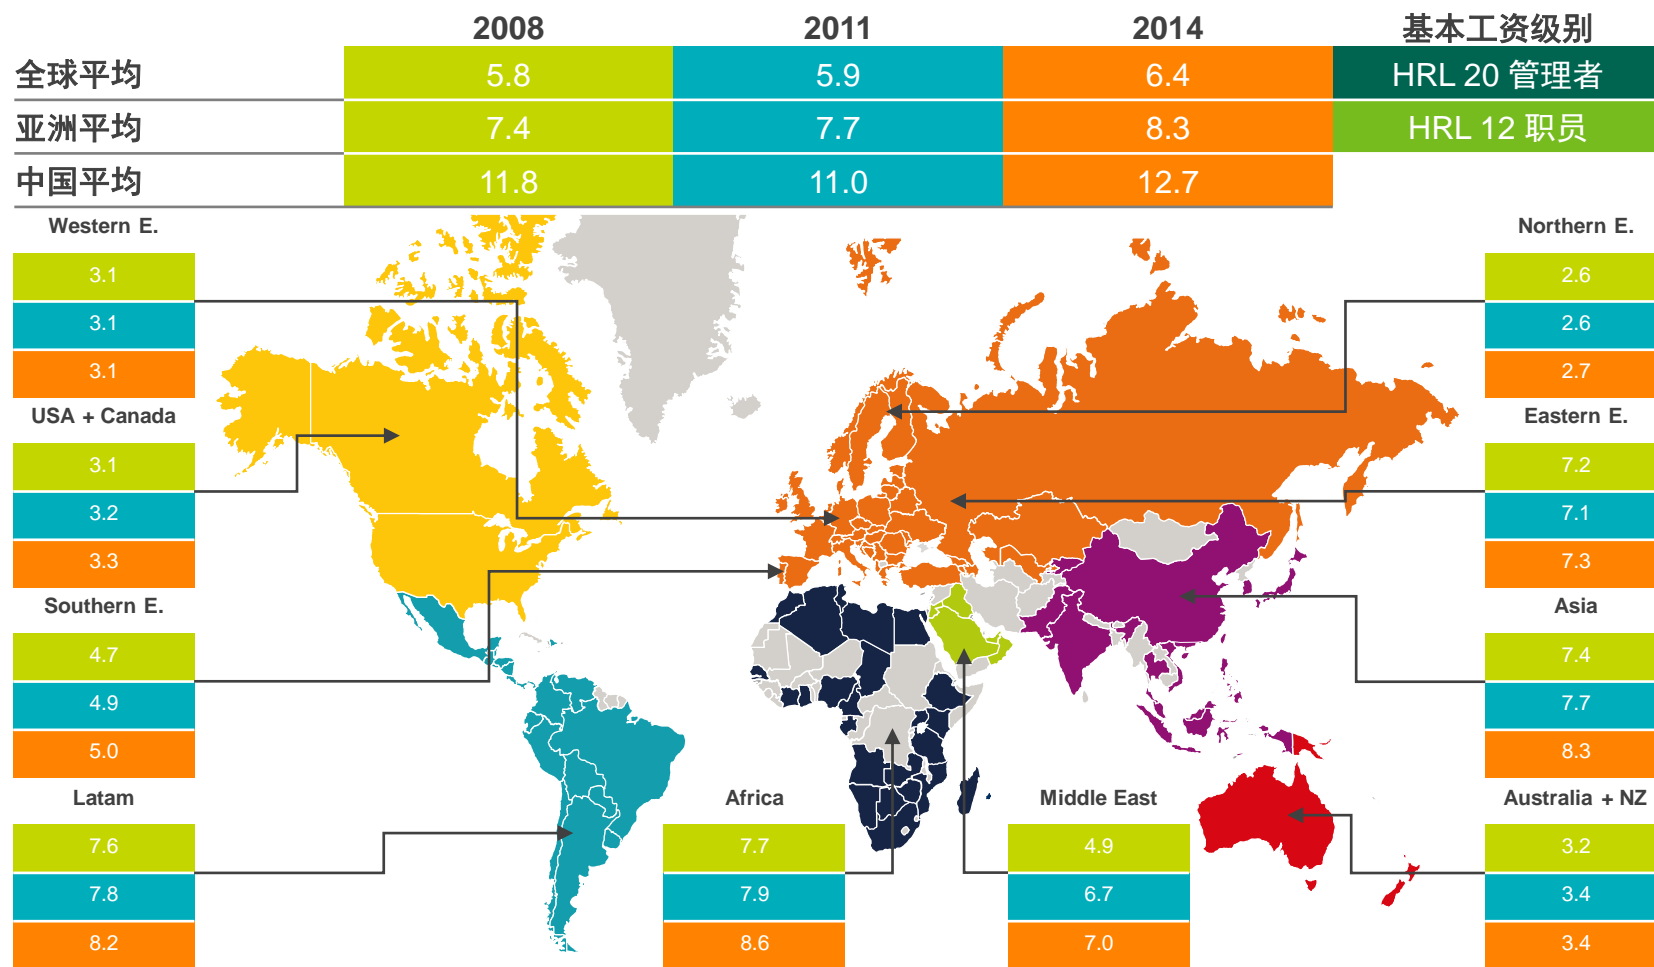 2008 2011 2014 基本工资级别
全球平均 5.8 5.9 6.4 HRL 20 管理者
亚洲平均 7.4 7.7 8.3 HRL 12 职员
中国平均 11.8 11.0 12.7
Western E.
3.1
3.1
3.1
USA + Canada
3.1
3.2
3.3
Southern E.
4.7
4.9
5.0
Latam
7.6
7.8
8.2
Africa
7.7
7.9
8.6
Middle East
4.9
6.7
7.0
Northern E.
2.6
2.6
2.7
Eastern E.
7.2
7.1
7.3
Asia
7.4
7.7
8.3
Australia + NZ
3.2
3.4
3.4